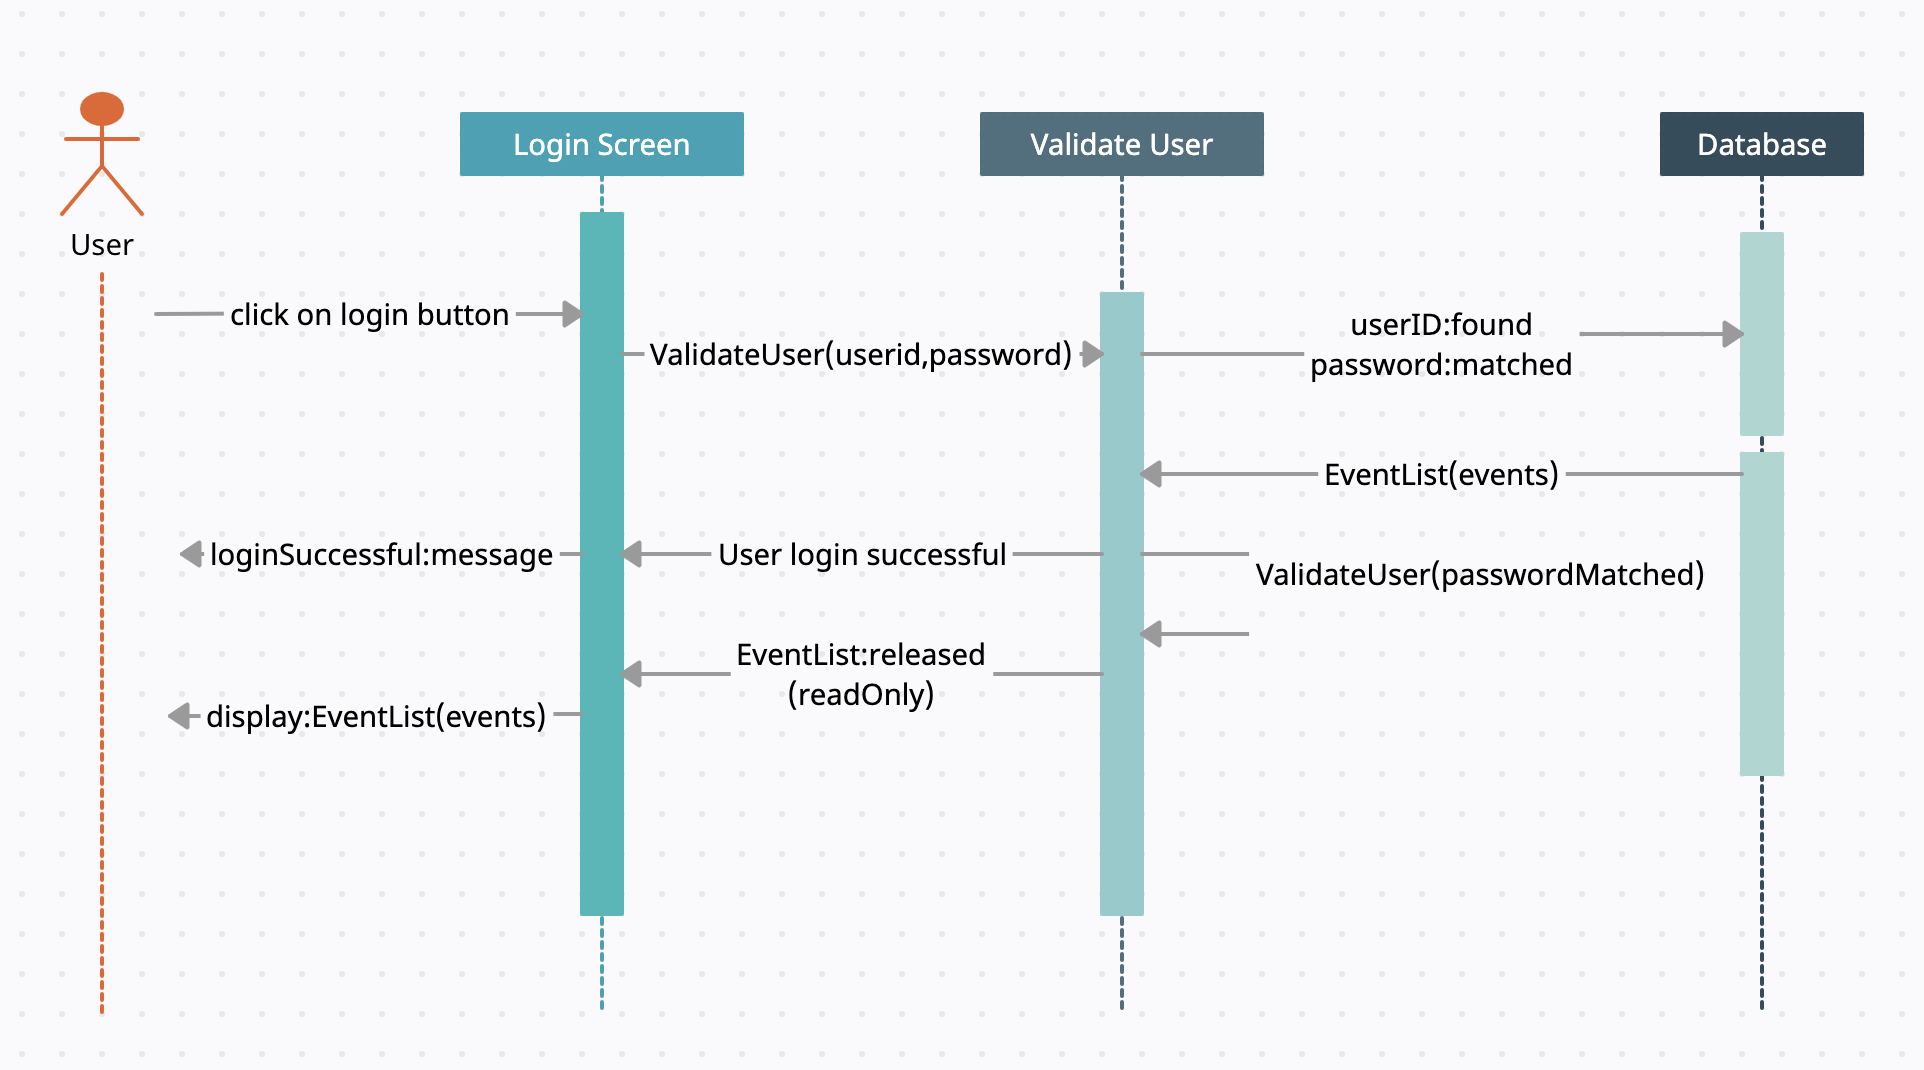 Login Screen
Validate User
Database
User
click on login button
ValidateUser(userid,password)
userID:found
password:matched
EventList(events)
loginSuccessful:message
User login successful
ValidateUser(passwordMatched)
EventList:released
(readOnly)
display:EventList(events)